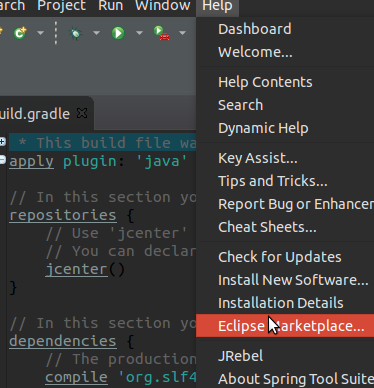 arch Project Run Window Help
Dashboard
Welcome...
Help Contents
Search
Dynamic Help
Key Assist...
Tips and Tricks...
Report Bug or Enhancer
Cheat Sheets...
Check for Updates
Install New Software...
Installation Details
Eclipse Marketplace...
JRebel
About Spring Tool Suite
uild.gradle
* This build file wa
apply plugin: 'java'
// In this section yo
repositories {
// Use 'jcenter'
// You can declar
jcenter()
}
// In this section yo
dependencies {
// The production
compile 'org.slf4